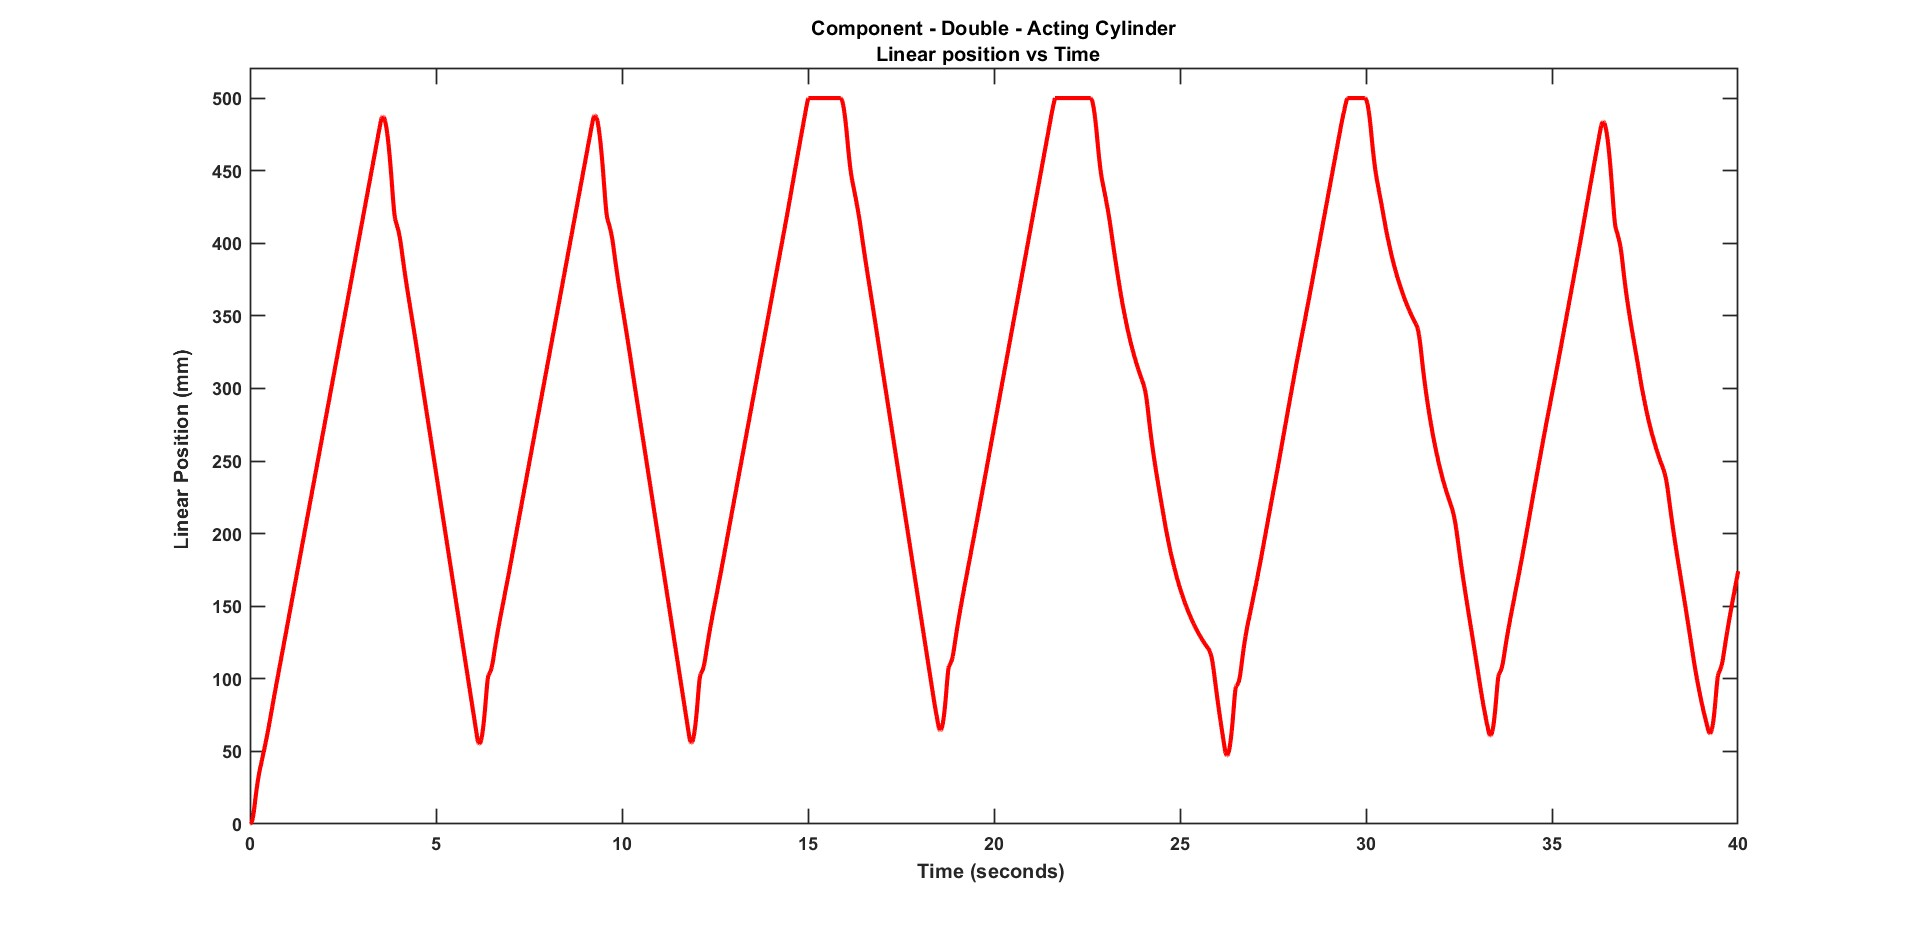 Component - Double - Acting Cylinder
Linear position vs Time
Linear Position (mm)
500
450
400
350
300
250
200
150
100
50
0
0 5 10 15 20 25 30 35 40
Time (seconds)